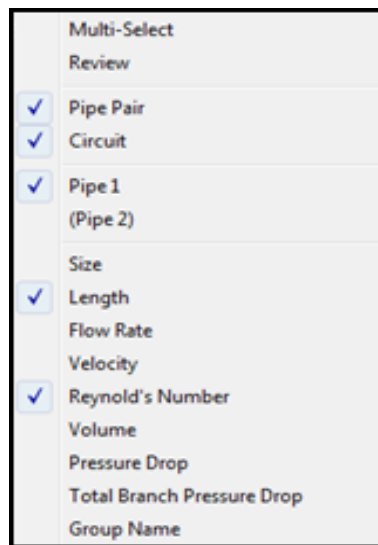 Multi-Select
Review
Pipe Pair
Circuit
Pipe 1
(Pipe 2)
Size
Length
Flow Rate
Velocity
Reynold's Number
Volume
Pressure Drop
Total Branch Pressure Drop
Group Name